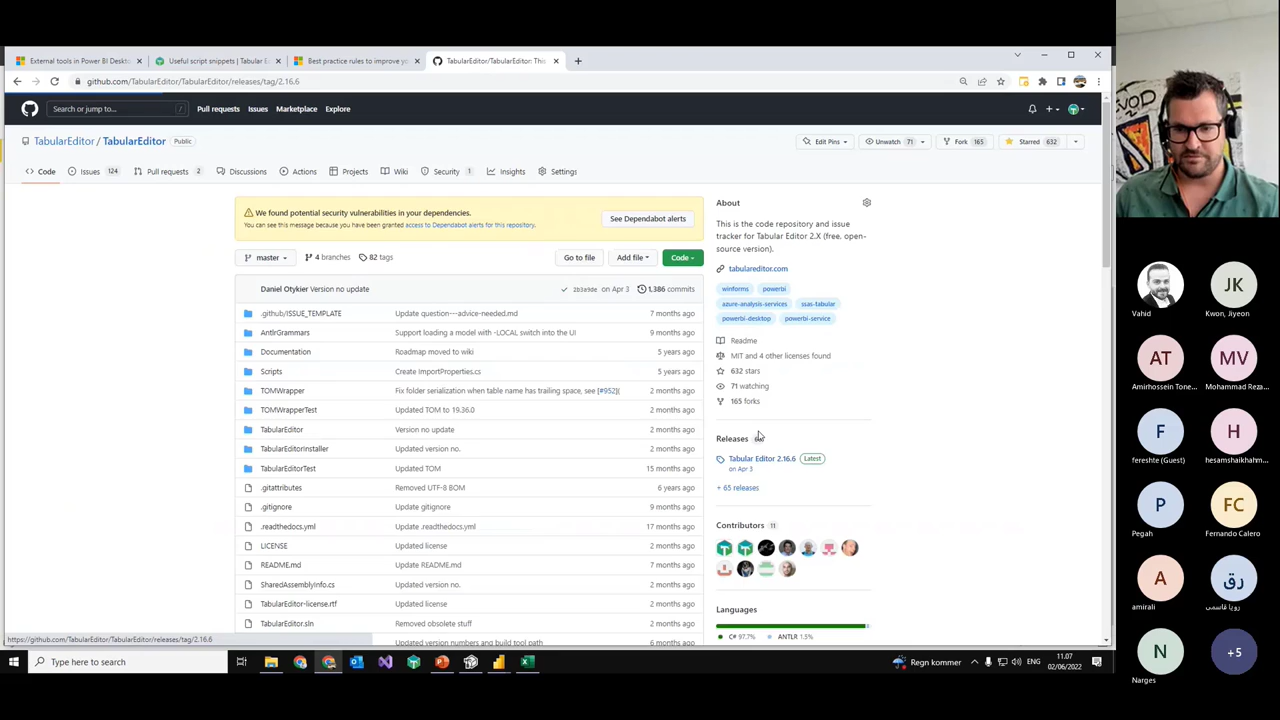 External tools in Power BI Deskto
Useful script snippets | Tabular E
Best practice rules to improve yo
TabularEditor/TabularEditor: This
github.com/TabularEditor/TabularEditor/releases/tag/2.16.6
Search or jump to...
/
Pull requests
Issues
Marketplace
Explore
TabularEditor / TabularEditor
Public
Edit Pins
Unwatch 71
Fork 165
Starred 632
Code
Issues 124
Pull requests 2
Discussions
Actions
Projects
Wiki
Security 1
Insights
Settings
We found potential security vulnerabilities in your dependencies.
You can see this message because you have been granted access to Dependabot alerts for this repository.
See Dependabot alerts
master
4 branches
82 tags
Go to file
Add file
Code
Daniel Otykier Version no update
2b3a9de on Apr 3
1,386 commits
.github/ISSUE_TEMPLATE Update question---advice-needed.md 7 months ago
AntlrGrammars Support loading a model with -LOCAL switch into the UI 9 months ago
Documentation Roadmap moved to wiki 5 years ago
Scripts Create ImportProperties.cs 5 years ago
TOMWrapper Fix folder serialization when table name has trailing space, see [#952]( 2 months ago
TOMWrapperTest Updated TOM to 19.36.0 2 months ago
TabularEditor Version no update 2 months ago
TabularEditorInstaller Updated version no. 2 months ago
TabularEditorTest Updated TOM 15 months ago
.gitattributes Removed UTF-8 BOM 6 years ago
.gitignore Update gitignore 9 months ago
.readthedocs.yml Update .readthedocs.yml 17 months ago
LICENSE Updated license 2 months ago
README.md Update README.md 7 months ago
SharedAssemblyInfo.cs Updated version no. 2 months ago
TabularEditor-license.rtf Updated license 2 months ago
TabularEditor.sln Removed obsolete stuff 2 months ago
Updated version numbers and build tool path 6 months ago
About
This is the code repository and issue
tracker for Tabular Editor 2.X (free, open-
source version).
tabulareditor.com
winforms powerbi
azure-analysis-services ssas-tabular
powerbi-desktop powerbi-service
Readme
MIT and 4 other licenses found
632 stars
71 watching
165 forks
Releases
Tabular Editor 2.16.6 Latest
on Apr 3
+ 65 releases
Contributors 11
Languages
C# 97.7% ANTLR 1.5%
https://github.com/TabularEditor/TabularEditor/releases/tag/2.16.6
Type here to search
Regn kommer
ENG
11.07
02/06/2022
Vahid
JK
Kwon, Jiyeon
AT
Amirhossein Tone...
MV
Mohammad Reza...
F
fereshte (Guest)
H
hesamshaikhahm...
P
Pegah
FC
Fernando Calero
A
amirali
رق
رویا قاسمی
N
Narges
+5